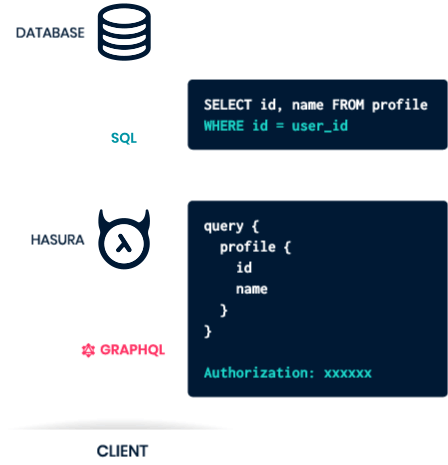 DATABASE
SELECT id, name FROM profile
WHERE id = user_id
SQL
HASURA
query {
  profile {
    id
    name
  }
}
GRAPHQL
Authorization: xxxxxx
CLIENT